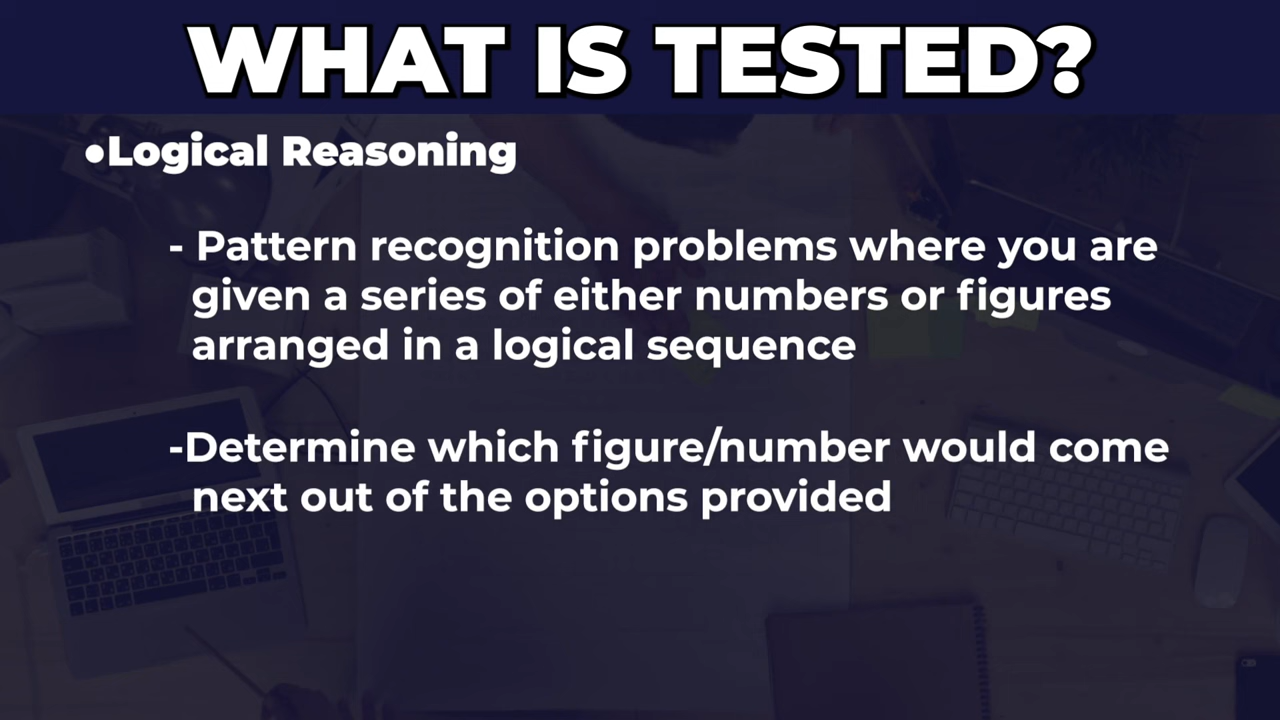 WHAT IS TESTED?
•Logical Reasoning
- Pattern recognition problems where you are
given a series of either numbers or figures
arranged in a logical sequence
-Determine which figure/number would come
next out of the options provided